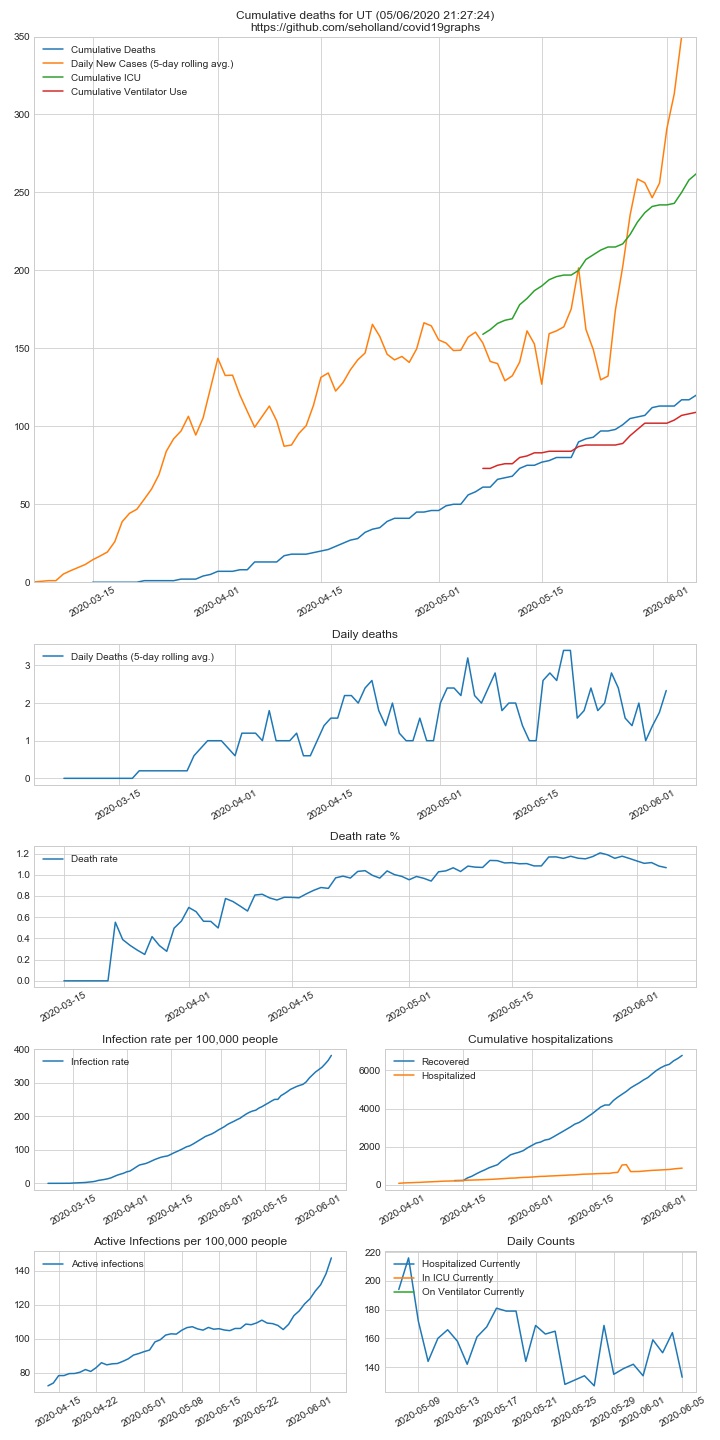 Cumulative deaths for UT (05/06/2020 21:27:24)
https://github.com/seholland/covid19graphs
350
Cumulative Deaths
Daily New Cases (5-day rolling avg.)
Cumulative ICU
Cumulative Ventilator Use
300
250
200
150
100
50
0
2020-03-15 2020-04-01 2020-04-15 2020-05-01 2020-05-15 2020-06-01
Daily deaths
Daily Deaths (5-day rolling avg.)
3
2
1
0
2020-03-15 2020-04-01 2020-04-15 2020-05-01 2020-05-15 2020-06-01
Death rate %
Death rate
1.2
1.0
0.8
0.6
0.4
0.2
0.0
2020-03-15 2020-04-01 2020-04-15 2020-05-01 2020-05-15 2020-06-01
Infection rate per 100,000 people
Infection rate
400
300
200
100
0
2020-03-15 2020-04-01 2020-04-15 2020-05-01 2020-05-15 2020-06-01
Cumulative hospitalizations
Recovered
Hospitalized
6000
4000
2000
0
2020-04-01 2020-04-15 2020-05-01 2020-05-15 2020-06-01
Active Infections per 100,000 people
Active infections
140
120
100
80
2020-04-15 2020-04-22 2020-05-01 2020-05-08 2020-05-15 2020-05-22 2020-06-01
Daily Counts
Hospitalized Currently
In ICU Currently
On Ventilator Currently
220
200
180
160
140
2020-05-09 2020-05-13 2020-05-17 2020-05-21 2020-05-25 2020-05-29 2020-06-01 2020-06-05